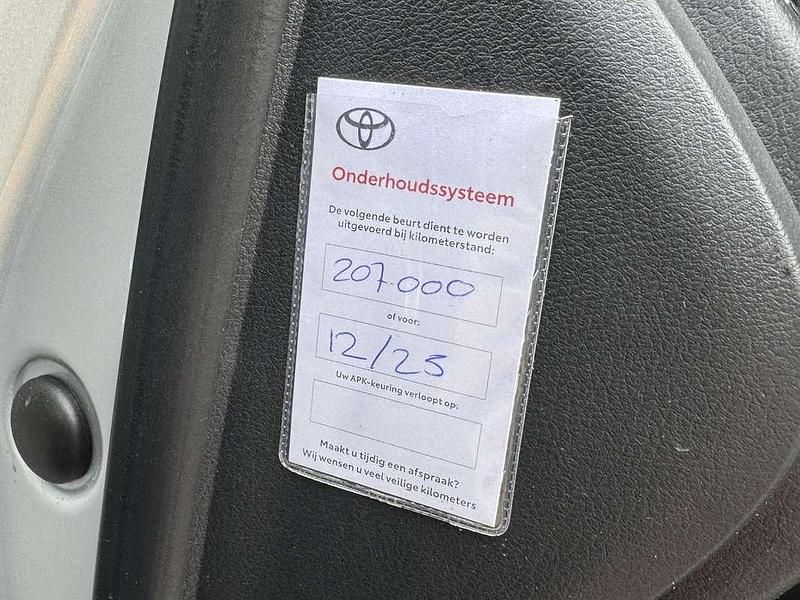 Onderhoudssysteem
De volgende beurt dient te worden
uitgevoerd bij kilometerstand:
207.000
of voor:
12/25
Uw APK-keuring verloopt op:
Maakt u tijdig een afspraak?
Wij wensen u veel veilige kilometers